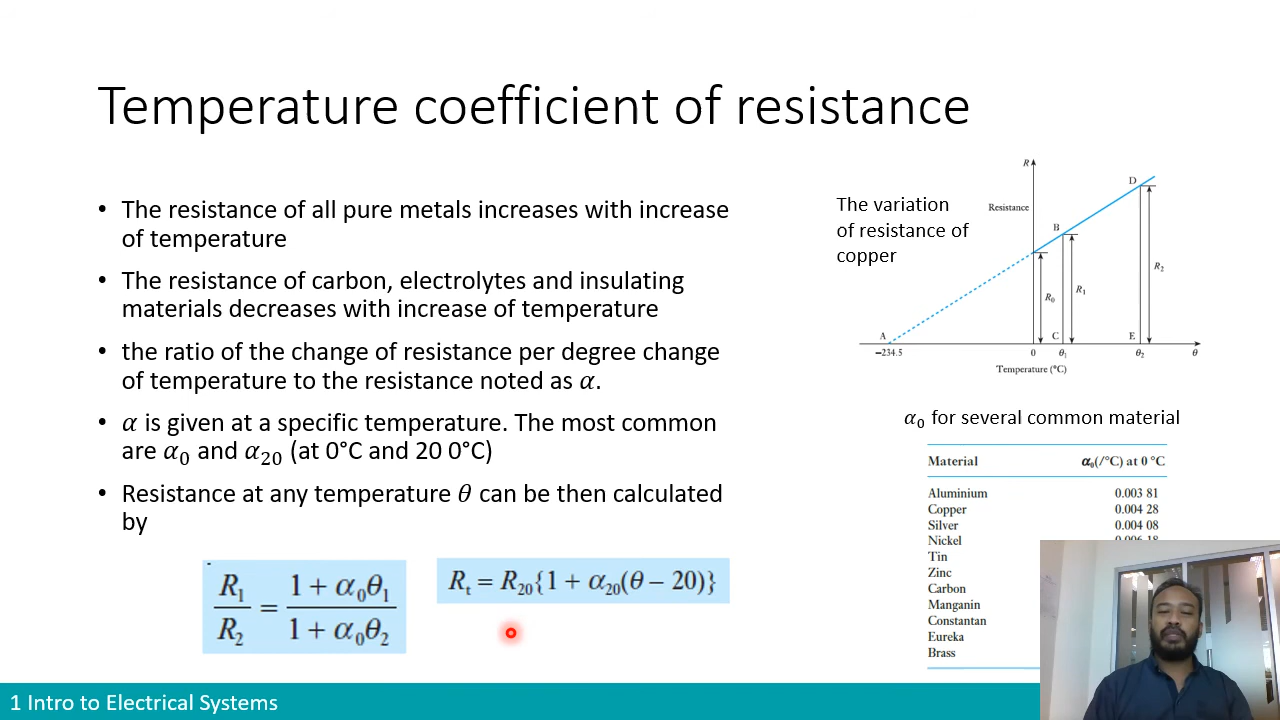 Temperature coefficient of resistance
• The resistance of all pure metals increases with increase
of temperature
• The resistance of carbon, electrolytes and insulating
materials decreases with increase of temperature
• the ratio of the change of resistance per degree change
of temperature to the resistance noted as α.
• α is given at a specific temperature. The most common
are α₀ and α₂₀ (at 0°C and 20 0°C)
• Resistance at any temperature θ can be then calculated
by
R₁/R₂ = (1 + α₀θ₁)/(1 + α₀θ₂)
Rₜ = R₂₀{1 + α₂₀(θ − 20)}
The variation
of resistance of
copper
R
Resistance
D
B
R₂
R₁
R₀
A
C
E
−234.5
0
θ₁
θ₂
θ
Temperature (°C)
α₀ for several common material
Material α₀(/°C) at 0 °C
Aluminium 0.003 81
Copper 0.004 28
Silver 0.004 08
Nickel
Tin
Zinc
Carbon
Manganin
Constantan
Eureka
Brass
1 Intro to Electrical Systems